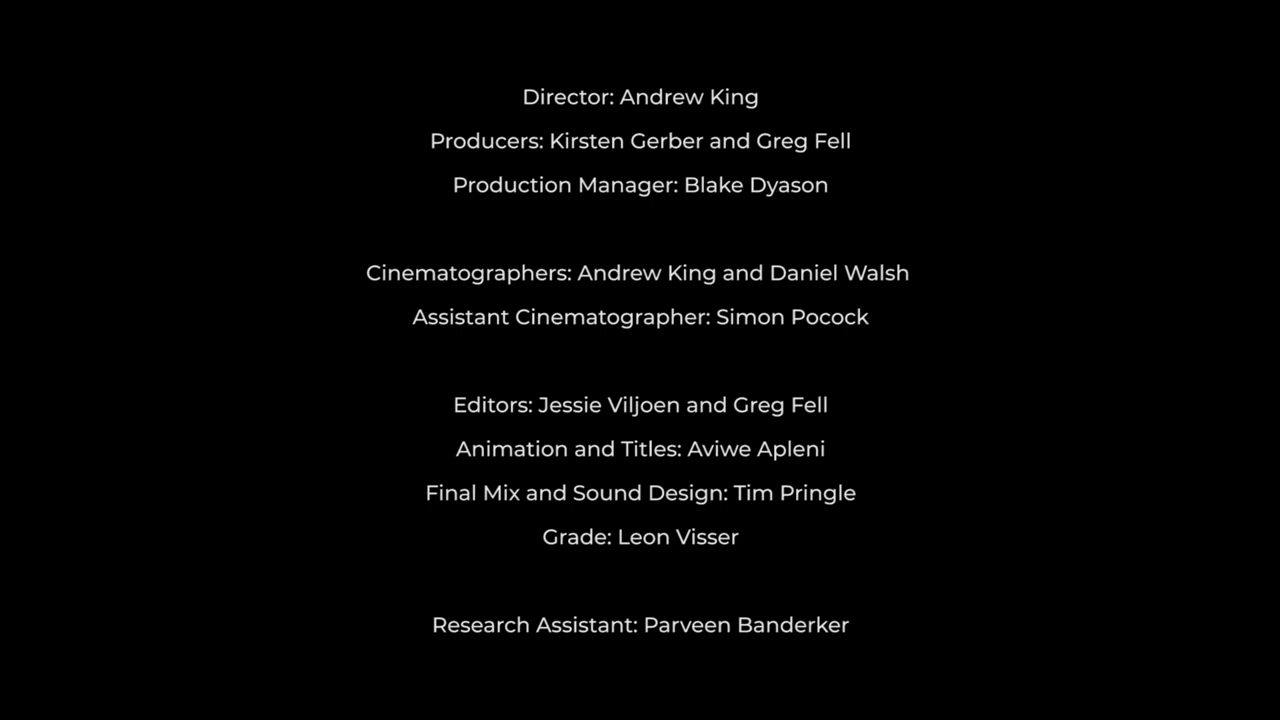 Director: Andrew King
Producers: Kirsten Gerber and Greg Fell
Production Manager: Blake Dyason
Cinematographers: Andrew King and Daniel Walsh
Assistant Cinematographer: Simon Pocock
Editors: Jessie Viljoen and Greg Fell
Animation and Titles: Aviwe Apleni
Final Mix and Sound Design: Tim Pringle
Grade: Leon Visser
Research Assistant: Parveen Banderker